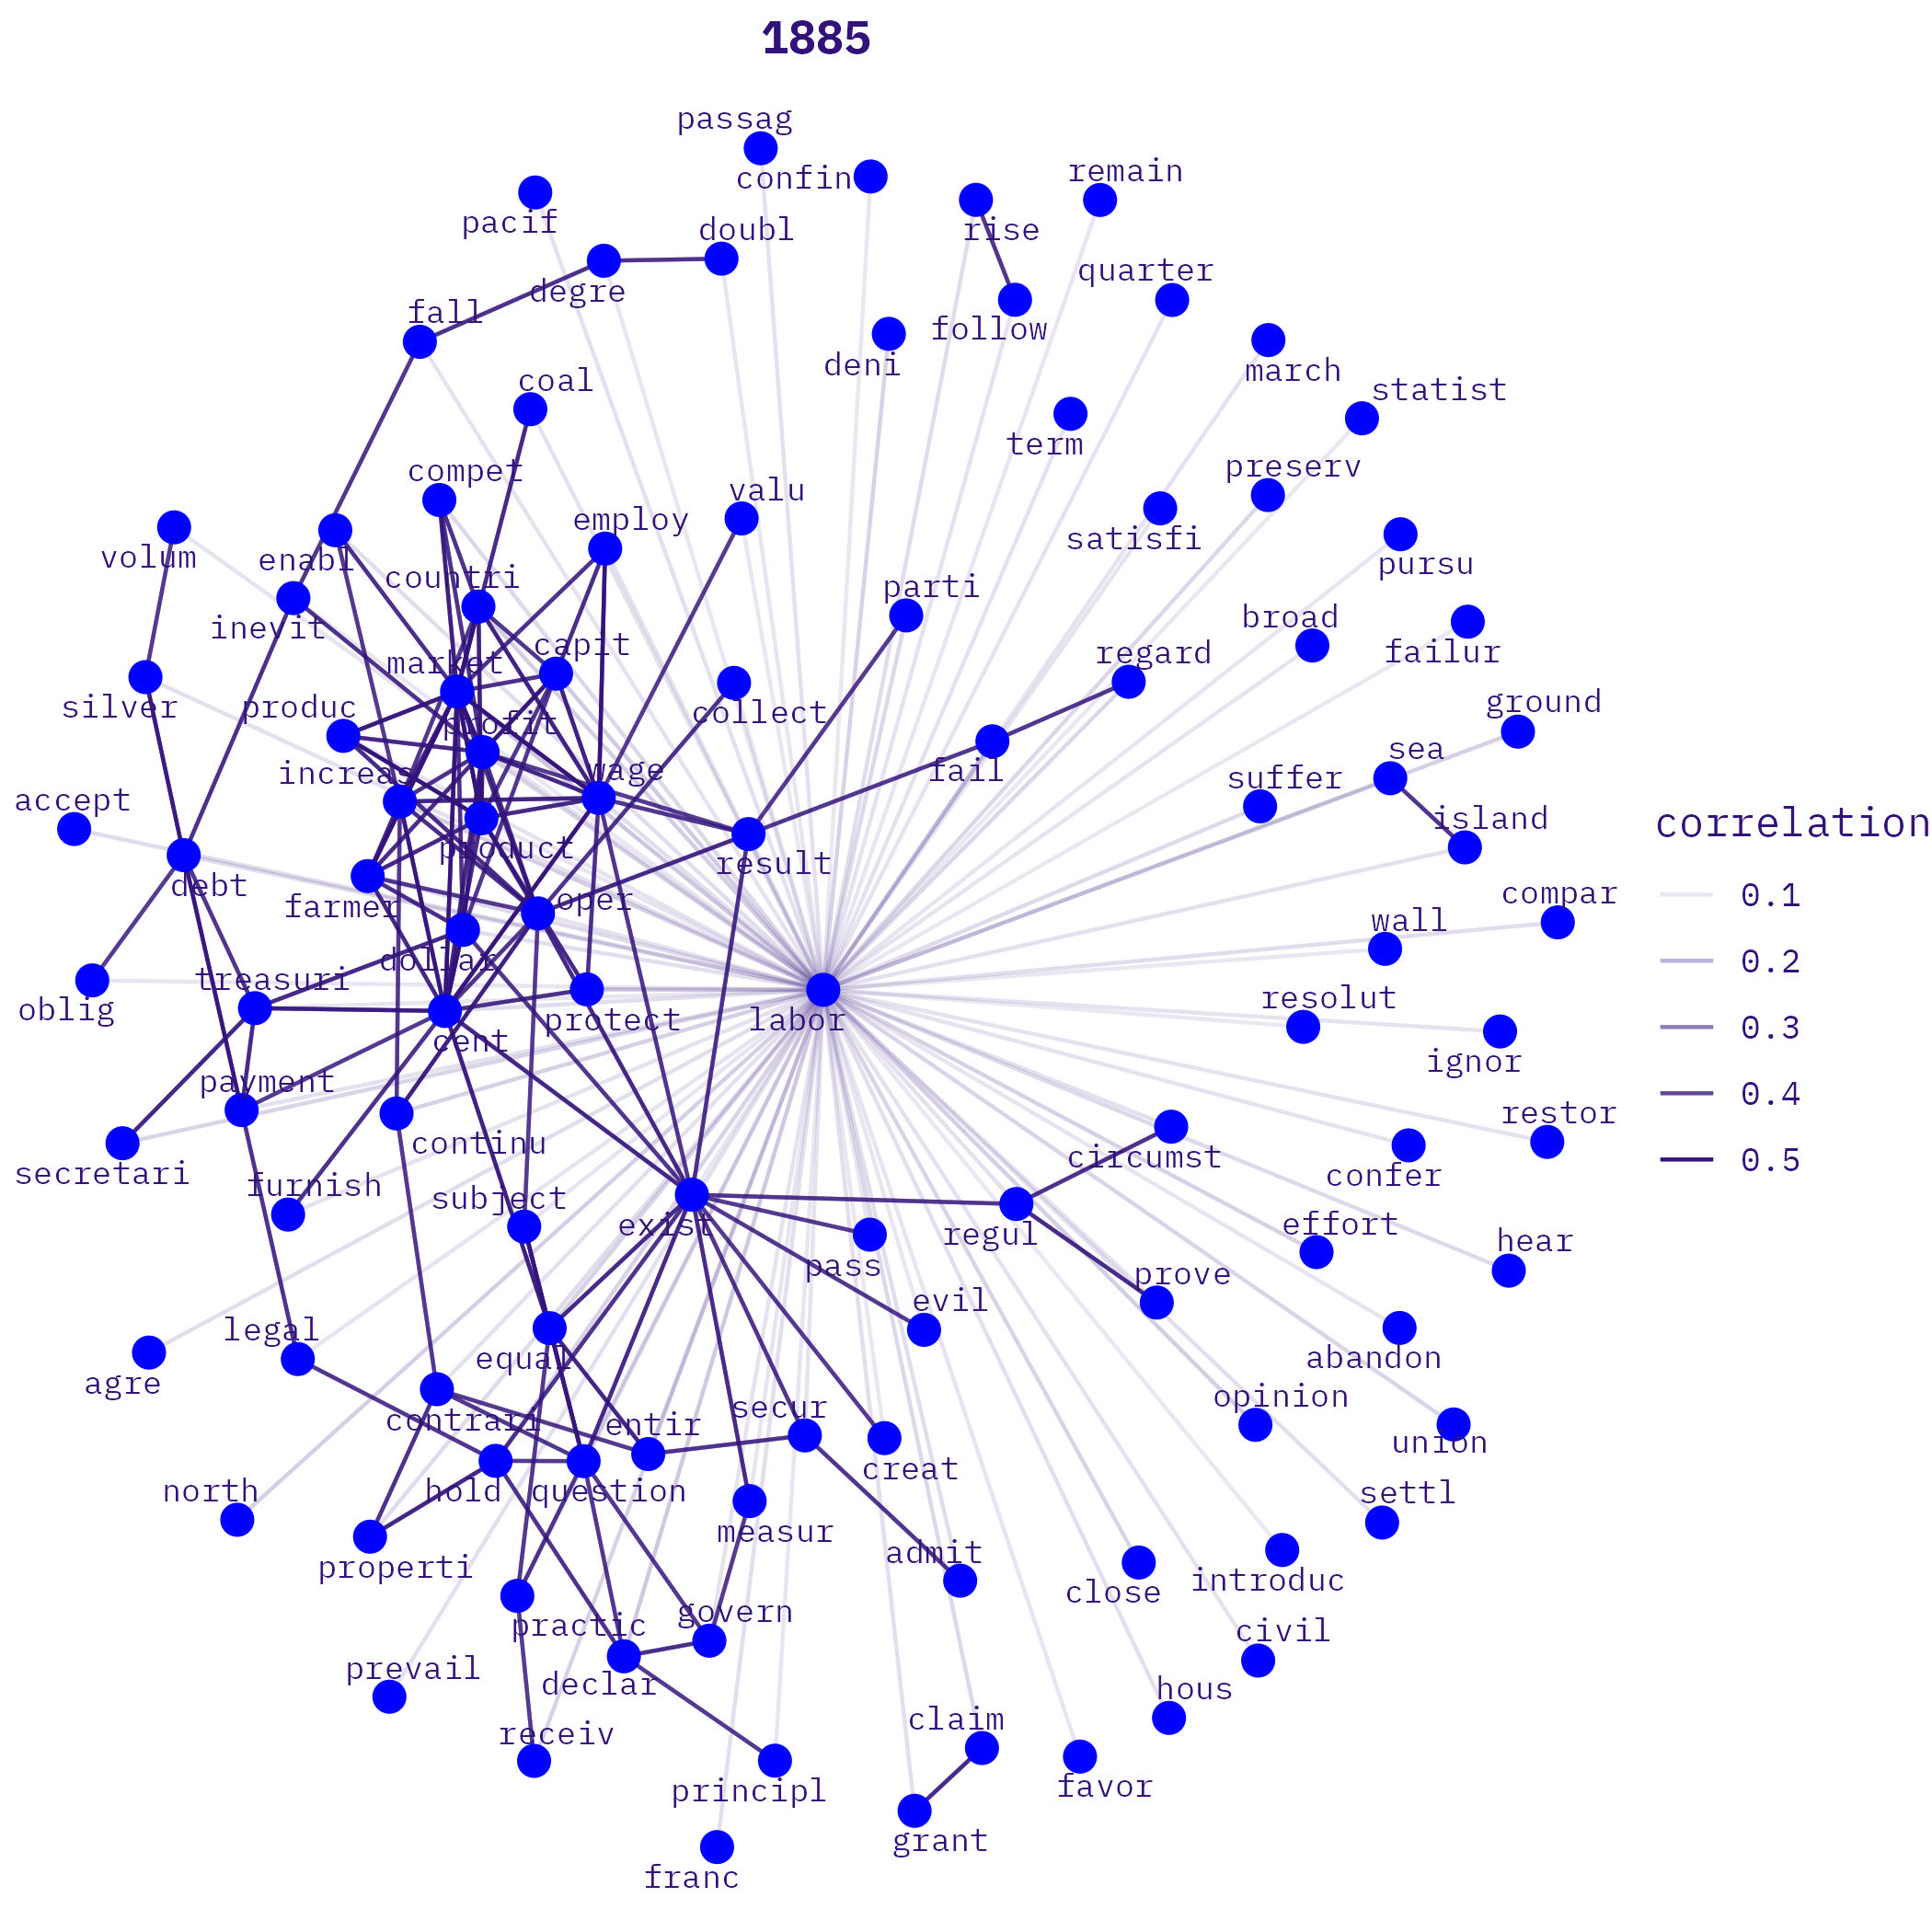 1885
passag
confin
remain
pacif
doubl
rise
degre
quarter
fall
follow
deni
march
coal
statist
term
compet
preserv
valu
employ
satisfi
volum
enabl
pursu
countri
parti
broad
inevit
capit
regard
failur
market
silver
produc
profit
collect
ground
sea
increas
wage
fail
suffer
accept
island
correlation
product
result
debt
farmer
oper
compar
0.1
wall
dollar
0.2
treasuri
resolut
oblig
protect
labor
0.3
cent
ignor
payment
0.4
restor
continu
circumst
0.5
secretari
confer
furnish
subject
exist
regul
effort
hear
pass
prove
evil
legal
equal
abandon
agre
opinion
secur
contrari
entir
union
creat
north
hold
question
settl
measur
admit
properti
close
introduc
govern
practic
civil
prevail
declar
hous
claim
receiv
principl
favor
grant
franc